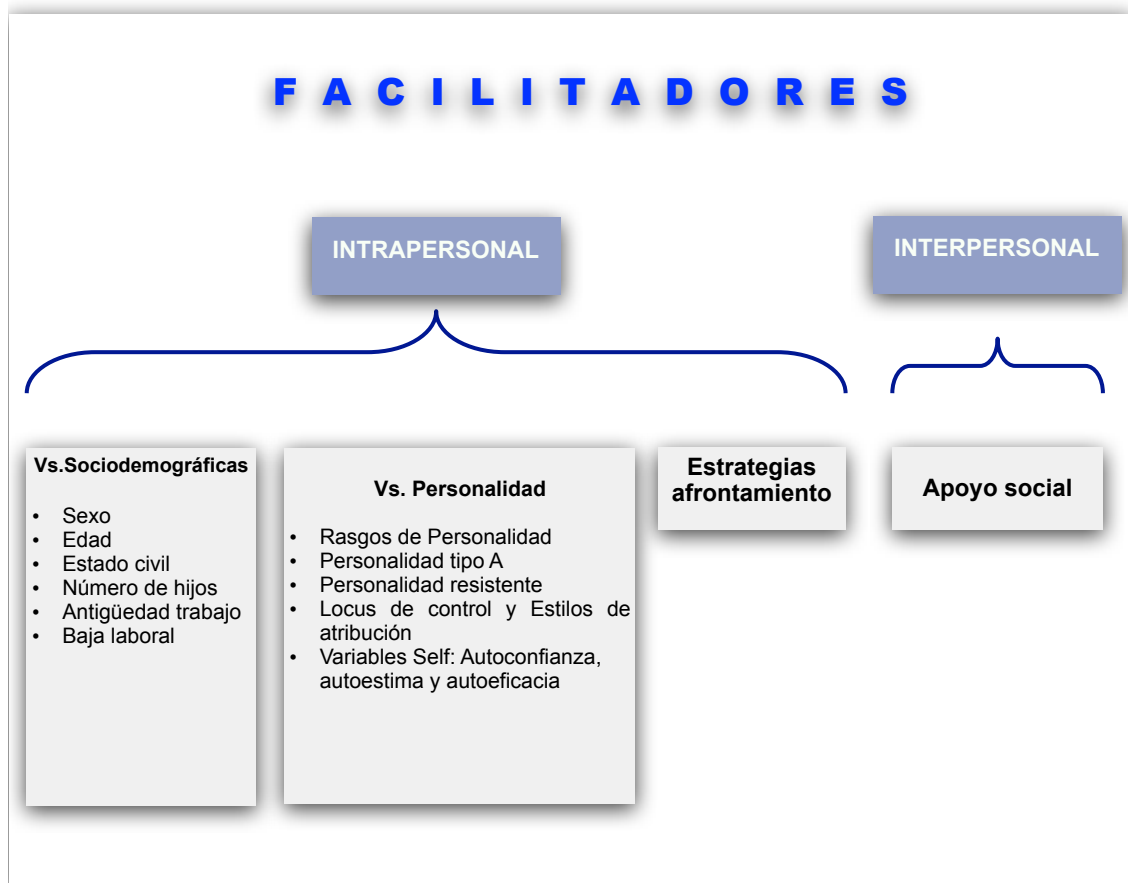 F A C I L I T A D O R E S
INTRAPERSONAL
INTERPERSONAL
Vs.Sociodemográficas
• Sexo
• Edad
• Estado civil
• Número de hijos
• Antigüedad trabajo
• Baja laboral
Vs. Personalidad
• Rasgos de Personalidad
• Personalidad tipo A
• Personalidad resistente
• Locus de control y Estilos de
atribución
• Variables Self: Autoconfianza,
autoestima y autoeficacia
Estrategias
afrontamiento
Apoyo social